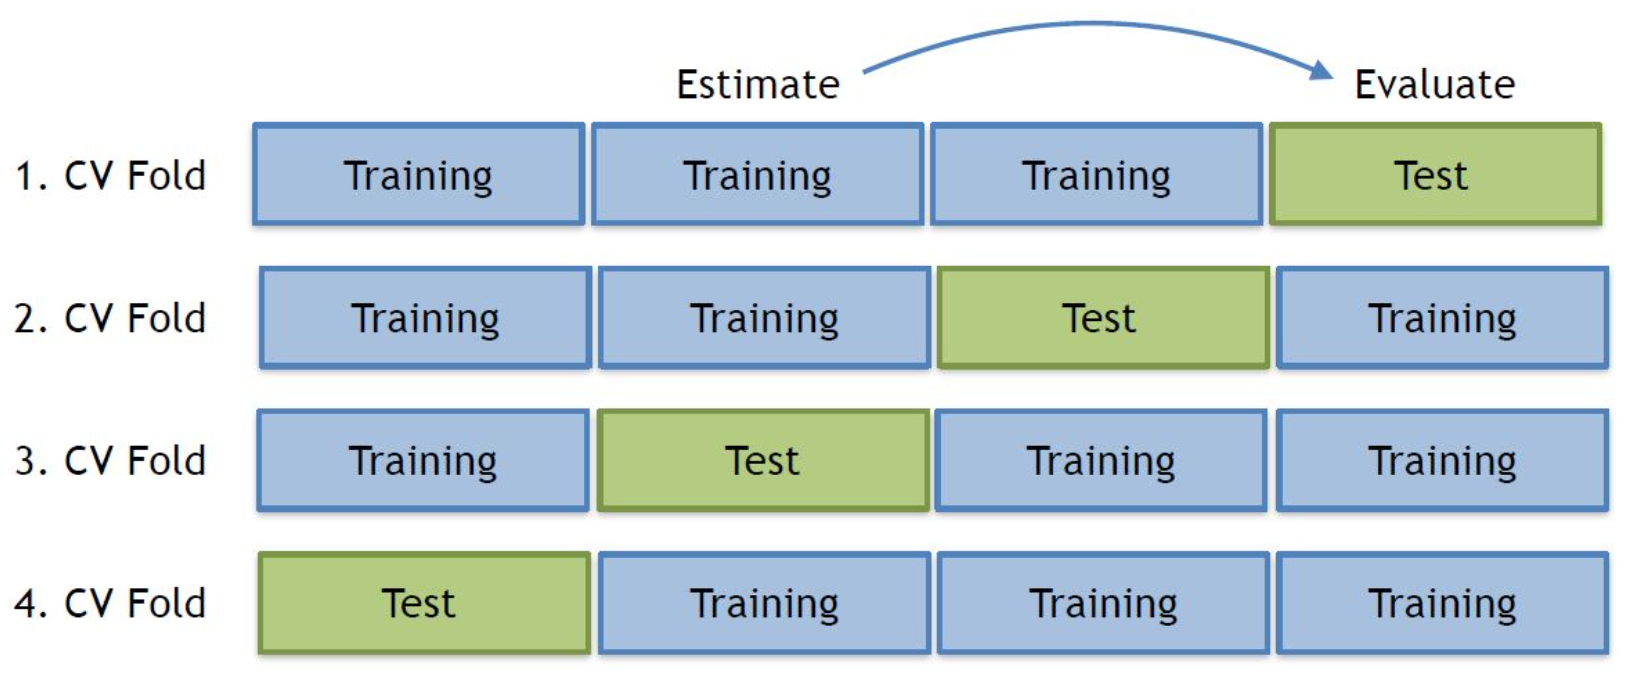 Estimate Evaluate
1. CV Fold Training Training Training Test
2. CV Fold Training Training Test Training
3. CV Fold Training Test Training Training
4. CV Fold Test Training Training Training